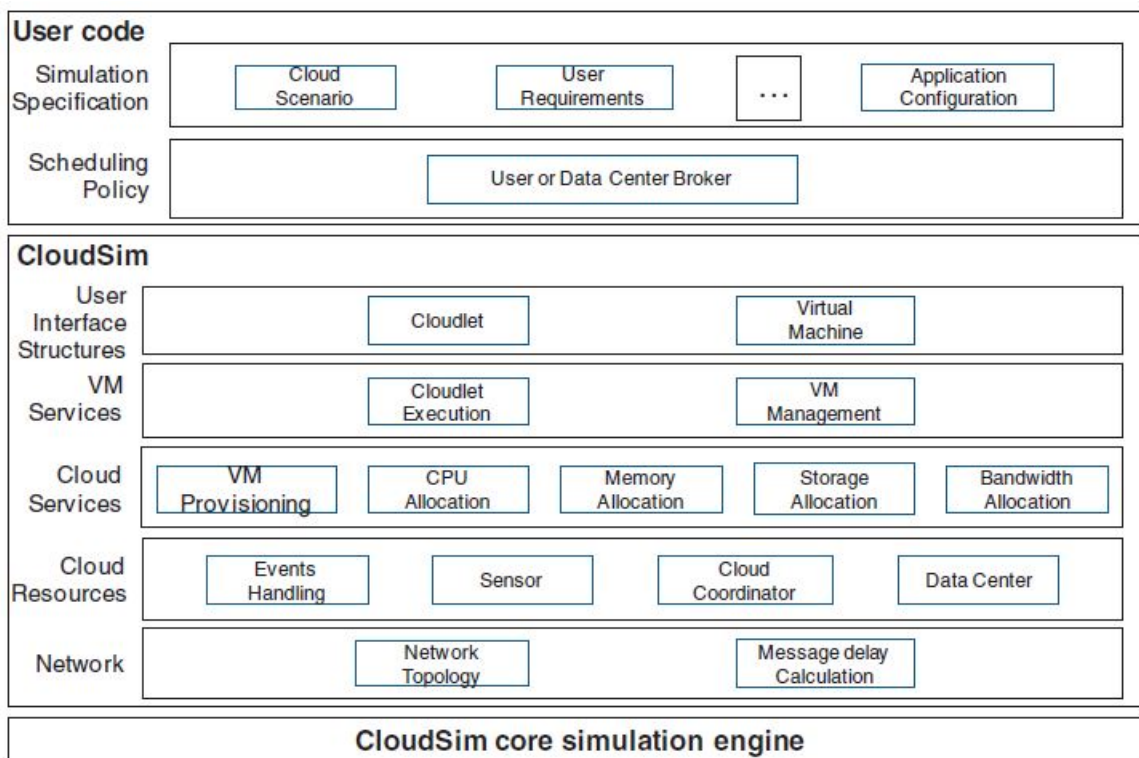 User code
Simulation
Specification
Cloud
Scenario
User
Requirements
...
Application
Configuration
Scheduling
Policy
User or Data Center Broker
CloudSim
User
Interface
Structures
Cloudlet
Virtual
Machine
VM
Services
Cloudlet
Execution
VM
Management
Cloud
Services
VM
Provisioning
CPU
Allocation
Memory
Allocation
Storage
Allocation
Bandwidth
Allocation
Cloud
Resources
Events
Handling
Sensor
Cloud
Coordinator
Data Center
Network
Network
Topology
Message delay
Calculation
CloudSim core simulation engine